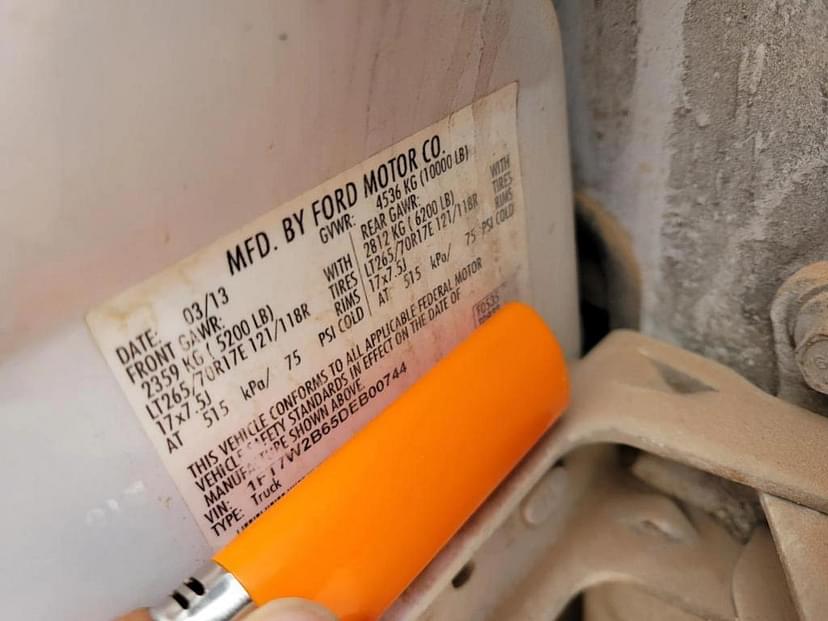 MFD. BY FORD MOTOR CO.
DATE: 03/13
GVWR: 4536 KG (10000 LB)
FRONT GAWR:
2359 KG ( 5200 LB)
LT265/70R17E 121/118R
17x7.5J
AT 515 kPa/ 75 PSI COLD
WITH
TIRES
RIMS
REAR GAWR:
2812 KG ( 6200 LB)
LT265/70R17E 121/118R
17x7.5J
AT 515 kPa/ 75 PSI COLD
WITH
TIRES
RIMS
THIS VEHICLE CONFORMS TO ALL APPLICABLE FEDERAL MOTOR
VEHICLE SAFETY STANDARDS IN EFFECT ON THE DATE OF
SHOWN ABOVE.
VIN: 1FT7W2B65DEB00744
TYPE: Truck
F0535